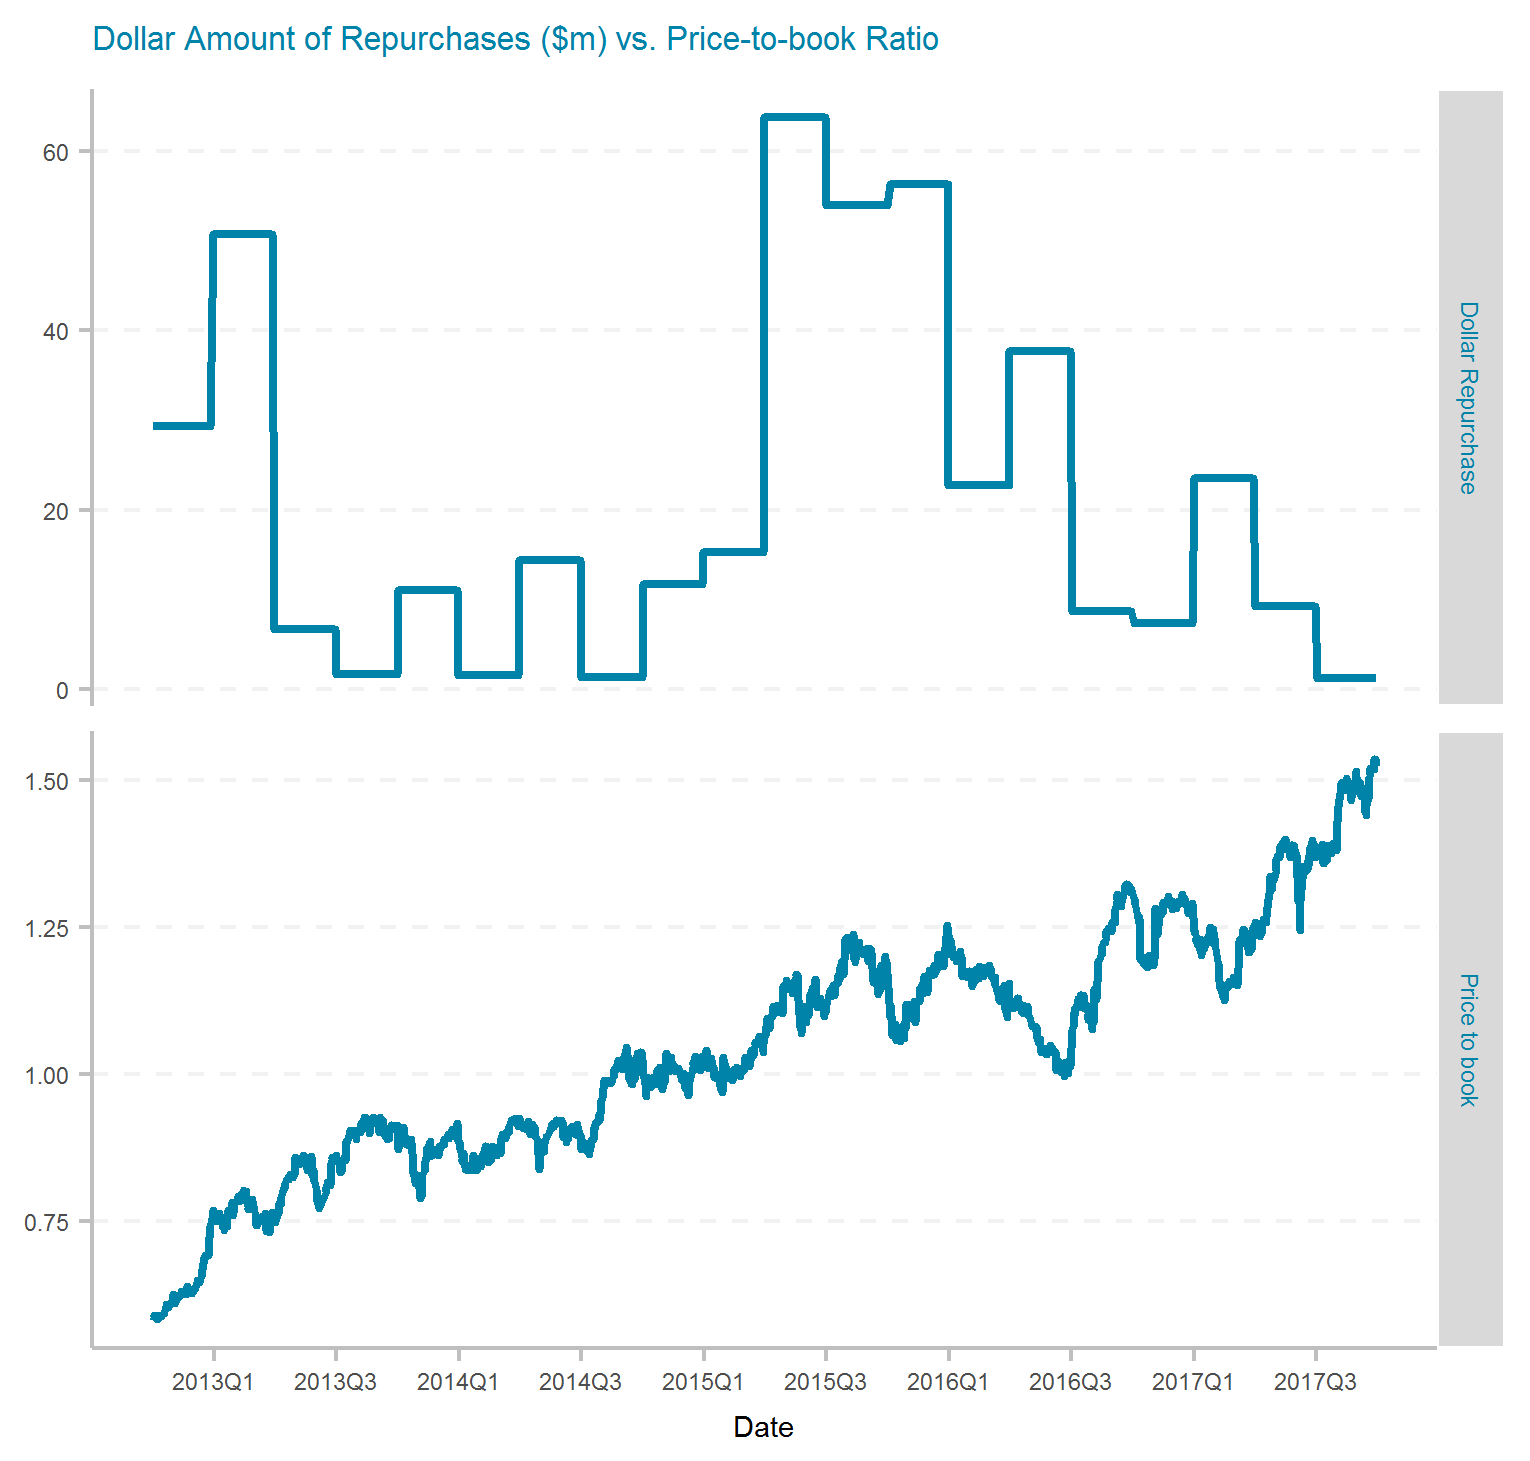 Dollar Amount of Repurchases ($m) vs. Price-to-book Ratio
60
40
20
0
Dollar Repurchase
1.50
1.25
1.00
0.75
Price to book
2013Q1 2013Q3 2014Q1 2014Q3 2015Q1 2015Q3 2016Q1 2016Q3 2017Q1 2017Q3
Date